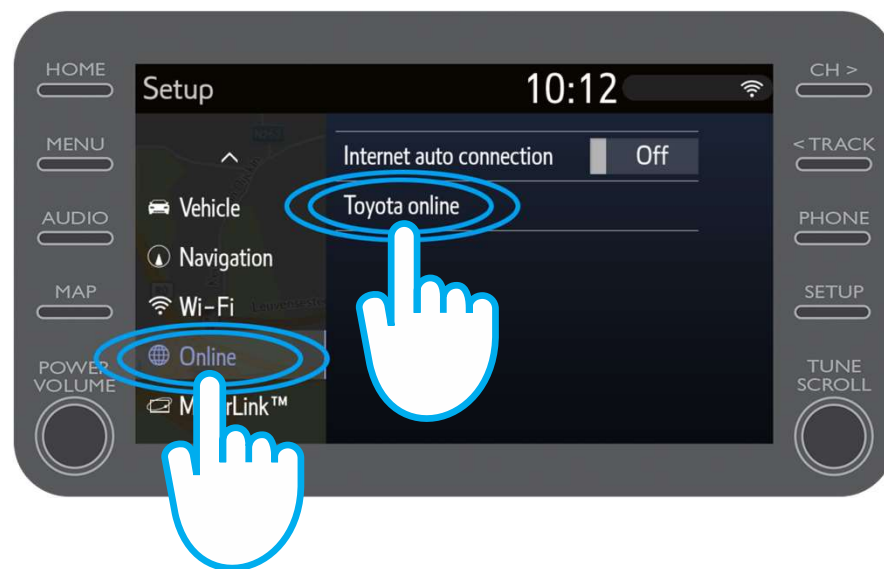 HOME
MENU
AUDIO
MAP
POWER
VOLUME
Setup
10:12
Vehicle
Navigation
Wi-Fi
Online
Internet auto connection
Off
Toyota online
CH >
< TRACK
PHONE
SETUP
TUNE
SCROLL